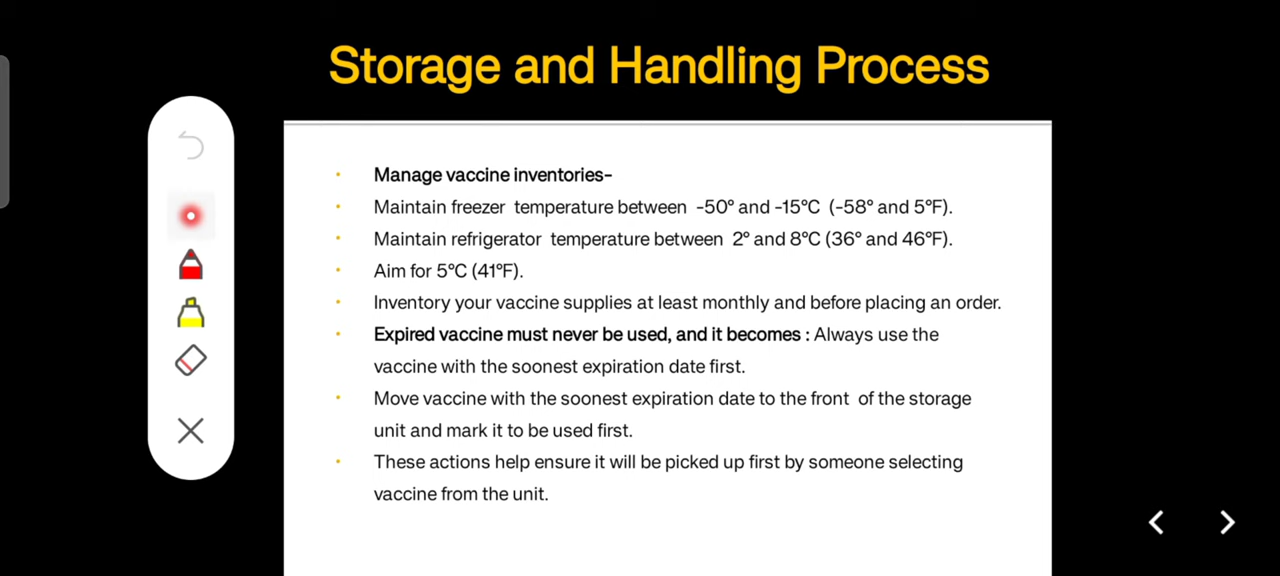 Storage and Handling Process
• Manage vaccine inventories-
• Maintain freezer temperature between -50° and -15°C (-58° and 5°F).
• Maintain refrigerator temperature between 2° and 8°C (36° and 46°F).
• Aim for 5°C (41°F).
• Inventory your vaccine supplies at least monthly and before placing an order.
• Expired vaccine must never be used, and it becomes : Always use the
vaccine with the soonest expiration date first.
• Move vaccine with the soonest expiration date to the front of the storage
unit and mark it to be used first.
• These actions help ensure it will be picked up first by someone selecting
vaccine from the unit.